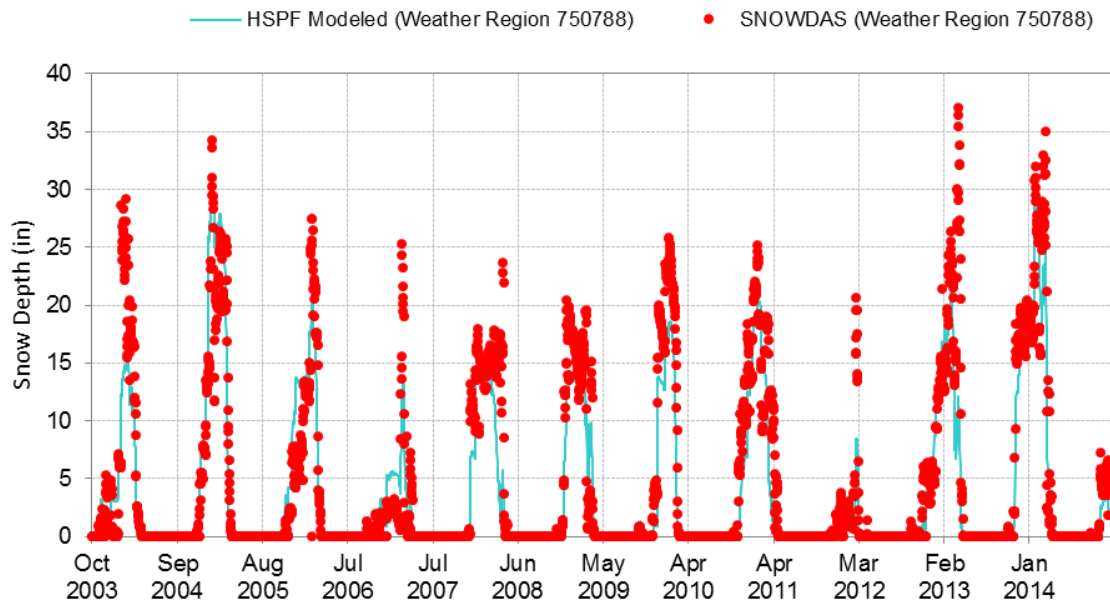 HSPF Modeled (Weather Region 750788) SNOWDAS (Weather Region 750788)
40
35
30
25
20
15
10
5
0
Snow Depth (in)
Oct Sep Aug Jul Jul Jun May Apr Apr Mar Feb Jan
2003 2004 2005 2006 2007 2008 2009 2010 2011 2012 2013 2014